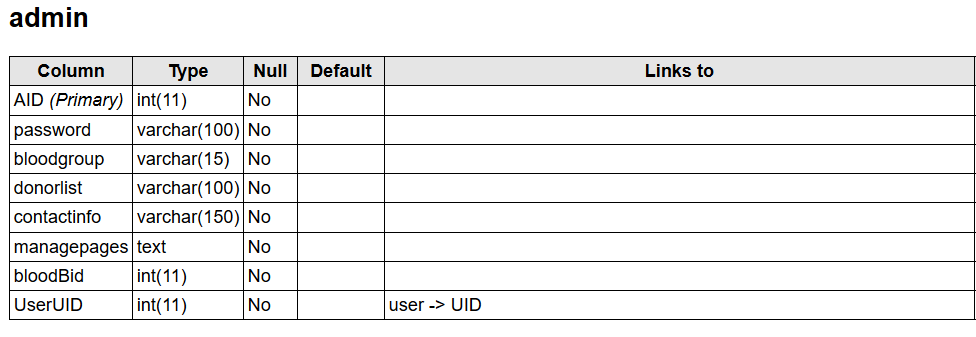 admin
Column Type Null Default Links to
AID (Primary) int(11) No
password varchar(100) No
bloodgroup varchar(15) No
donorlist varchar(100) No
contactinfo varchar(150) No
managepages text No
bloodBid int(11) No
UserUID int(11) No user -> UID